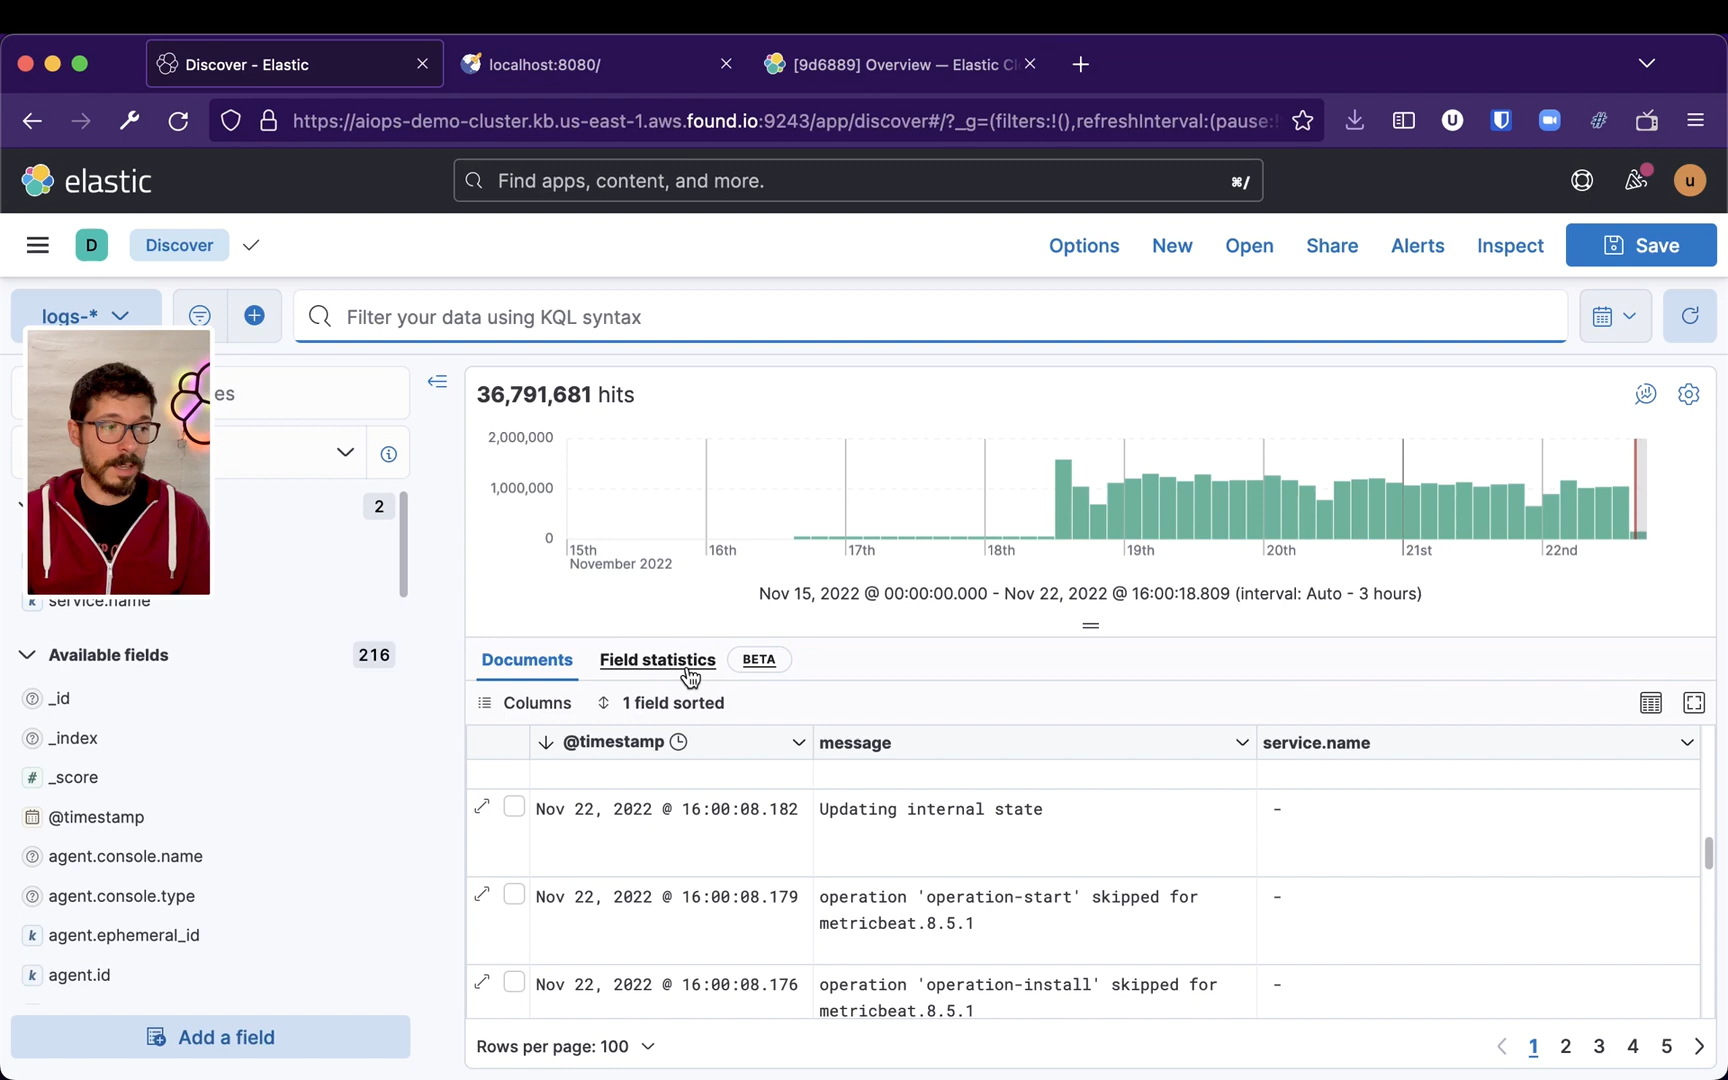 Discover - Elastic
localhost:8080/
[9d6889] Overview — Elastic Cl
https://aiops-demo-cluster.kb.us-east-1.aws.found.io:9243/app/discover#/?_g=(filters:!(),refreshInterval:(pause:
elastic
Find apps, content, and more.
⌘/
u
D
Discover
Options
New
Open
Share
Alerts
Inspect
Save
logs-*
Filter your data using KQL syntax
es
36,791,681 hits
2,000,000
1,000,000
0
15th
November 2022
16th
17th
18th
19th
20th
21st
22nd
Nov 15, 2022 @ 00:00:00.000 - Nov 22, 2022 @ 16:00:18.809 (interval: Auto - 3 hours)
2
k service.name
Available fields
216
_id
_index
# _score
@timestamp
agent.console.name
agent.console.type
k agent.ephemeral_id
k agent.id
Add a field
Documents
Field statistics
BETA
Columns
1 field sorted
@timestamp
message
service.name
Nov 22, 2022 @ 16:00:08.182
Updating internal state
-
Nov 22, 2022 @ 16:00:08.179
operation 'operation-start' skipped for
metricbeat.8.5.1
-
Nov 22, 2022 @ 16:00:08.176
operation 'operation-install' skipped for
metricbeat.8.5.1
-
Rows per page: 100
1 2 3 4 5